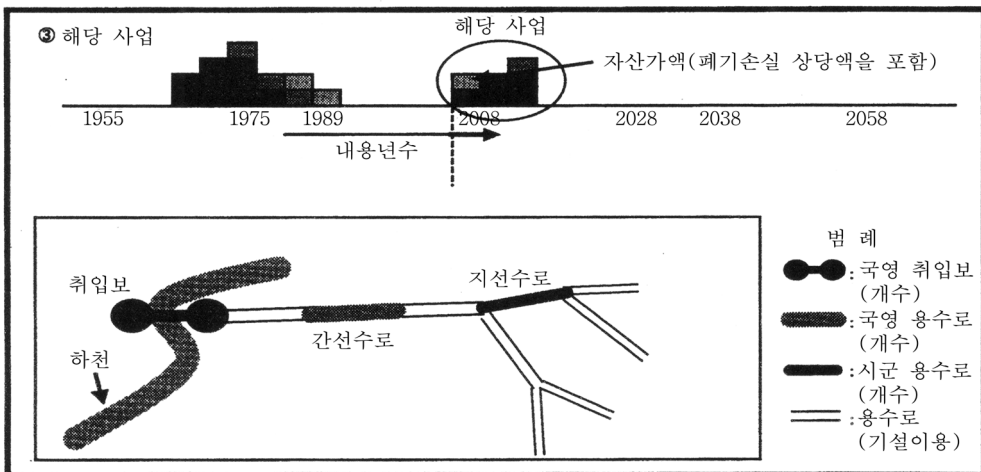 ③ 해당 사업
해당 사업
자산가액(폐기손실 상당액을 포함)
1955 1975 1989 2008 2028 2038 2058
내용년수
취입보
하천
간선수로
지선수로
범 례
:국영 취입보
(개수)
:국영 용수로
(개수)
:시군 용수로
(개수)
:용수로
(기설이용)